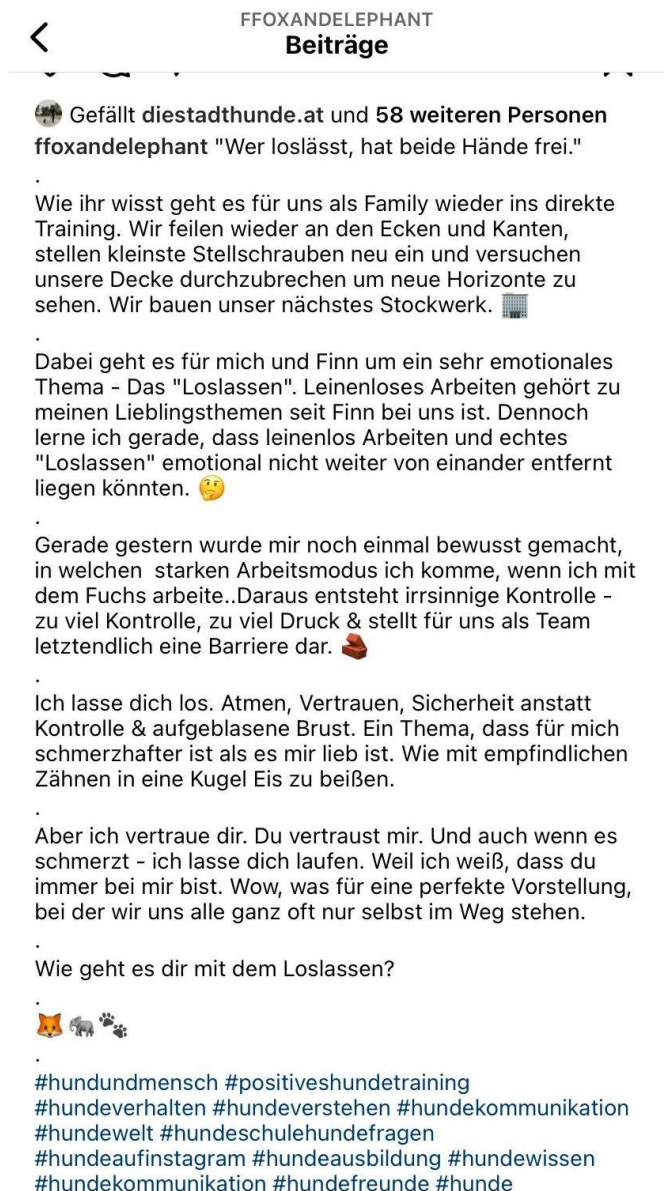 FFOXANDELEPHANT
Beiträge
Gefällt diestadthunde.at und 58 weiteren Personen
ffoxandelephant "Wer loslässt, hat beide Hände frei."
.
Wie ihr wisst geht es für uns als Family wieder ins direkte
Training. Wir feilen wieder an den Ecken und Kanten,
stellen kleinste Stellschrauben neu ein und versuchen
unsere Decke durchzubrechen um neue Horizonte zu
sehen. Wir bauen unser nächstes Stockwerk. 🏢
.
Dabei geht es für mich und Finn um ein sehr emotionales
Thema - Das "Loslassen". Leinenloses Arbeiten gehört zu
meinen Lieblingsthemen seit Finn bei uns ist. Dennoch
lerne ich gerade, dass leinenlos Arbeiten und echtes
"Loslassen" emotional nicht weiter von einander entfernt
liegen könnten. 🤔
.
Gerade gestern wurde mir noch einmal bewusst gemacht,
in welchen  starken Arbeitsmodus ich komme, wenn ich mit
dem Fuchs arbeite..Daraus entsteht irrsinnige Kontrolle -
zu viel Kontrolle, zu viel Druck & stellt für uns als Team
letztendlich eine Barriere dar. 🧱
.
Ich lasse dich los. Atmen, Vertrauen, Sicherheit anstatt
Kontrolle & aufgeblasene Brust. Ein Thema, dass für mich
schmerzhafter ist als es mir lieb ist. Wie mit empfindlichen
Zähnen in eine Kugel Eis zu beißen.
.
Aber ich vertraue dir. Du vertraust mir. Und auch wenn es
schmerzt - ich lasse dich laufen. Weil ich weiß, dass du
immer bei mir bist. Wow, was für eine perfekte Vorstellung,
bei der wir uns alle ganz oft nur selbst im Weg stehen.
.
Wie geht es dir mit dem Loslassen?
.
🦊🐘🐾
.
#hundundmensch #positiveshundetraining
#hundeverhalten #hundeverstehen #hundekommunikation
#hundewelt #hundeschulehundefragen
#hundeaufinstagram #hundeausbildung #hundewissen
#hundekommunikation #hundefreunde #hunde